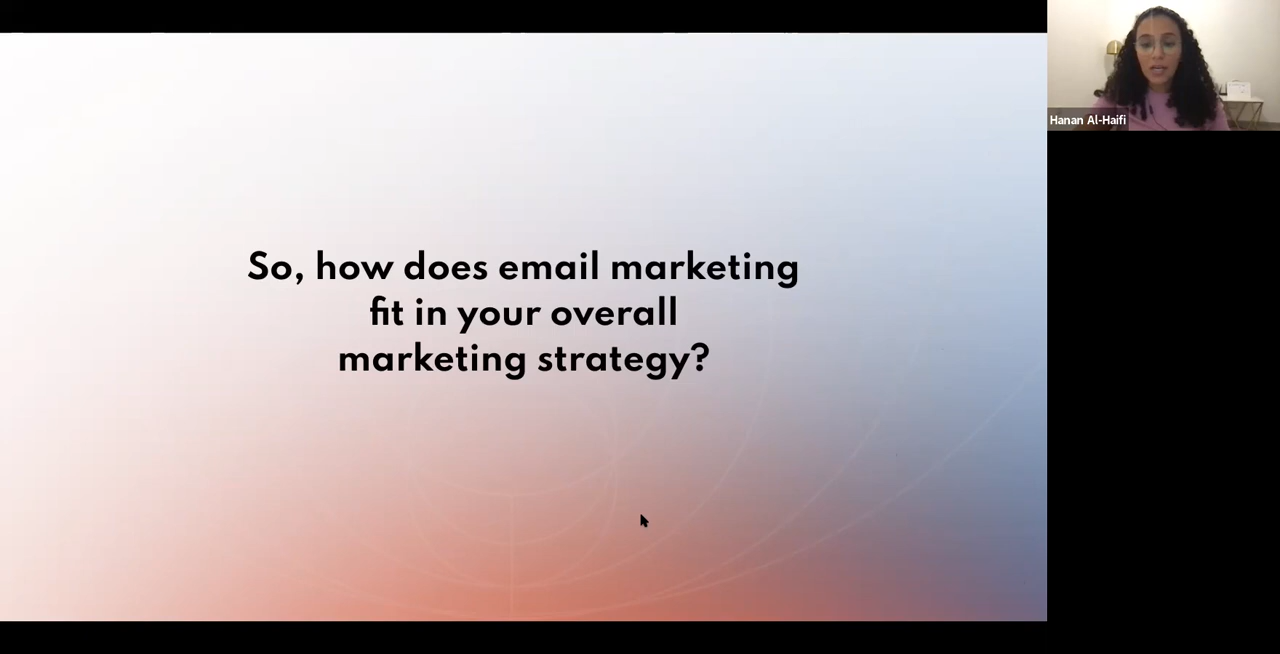 So, how does email marketing
fit in your overall
marketing strategy?
Hanan Al-Haifi